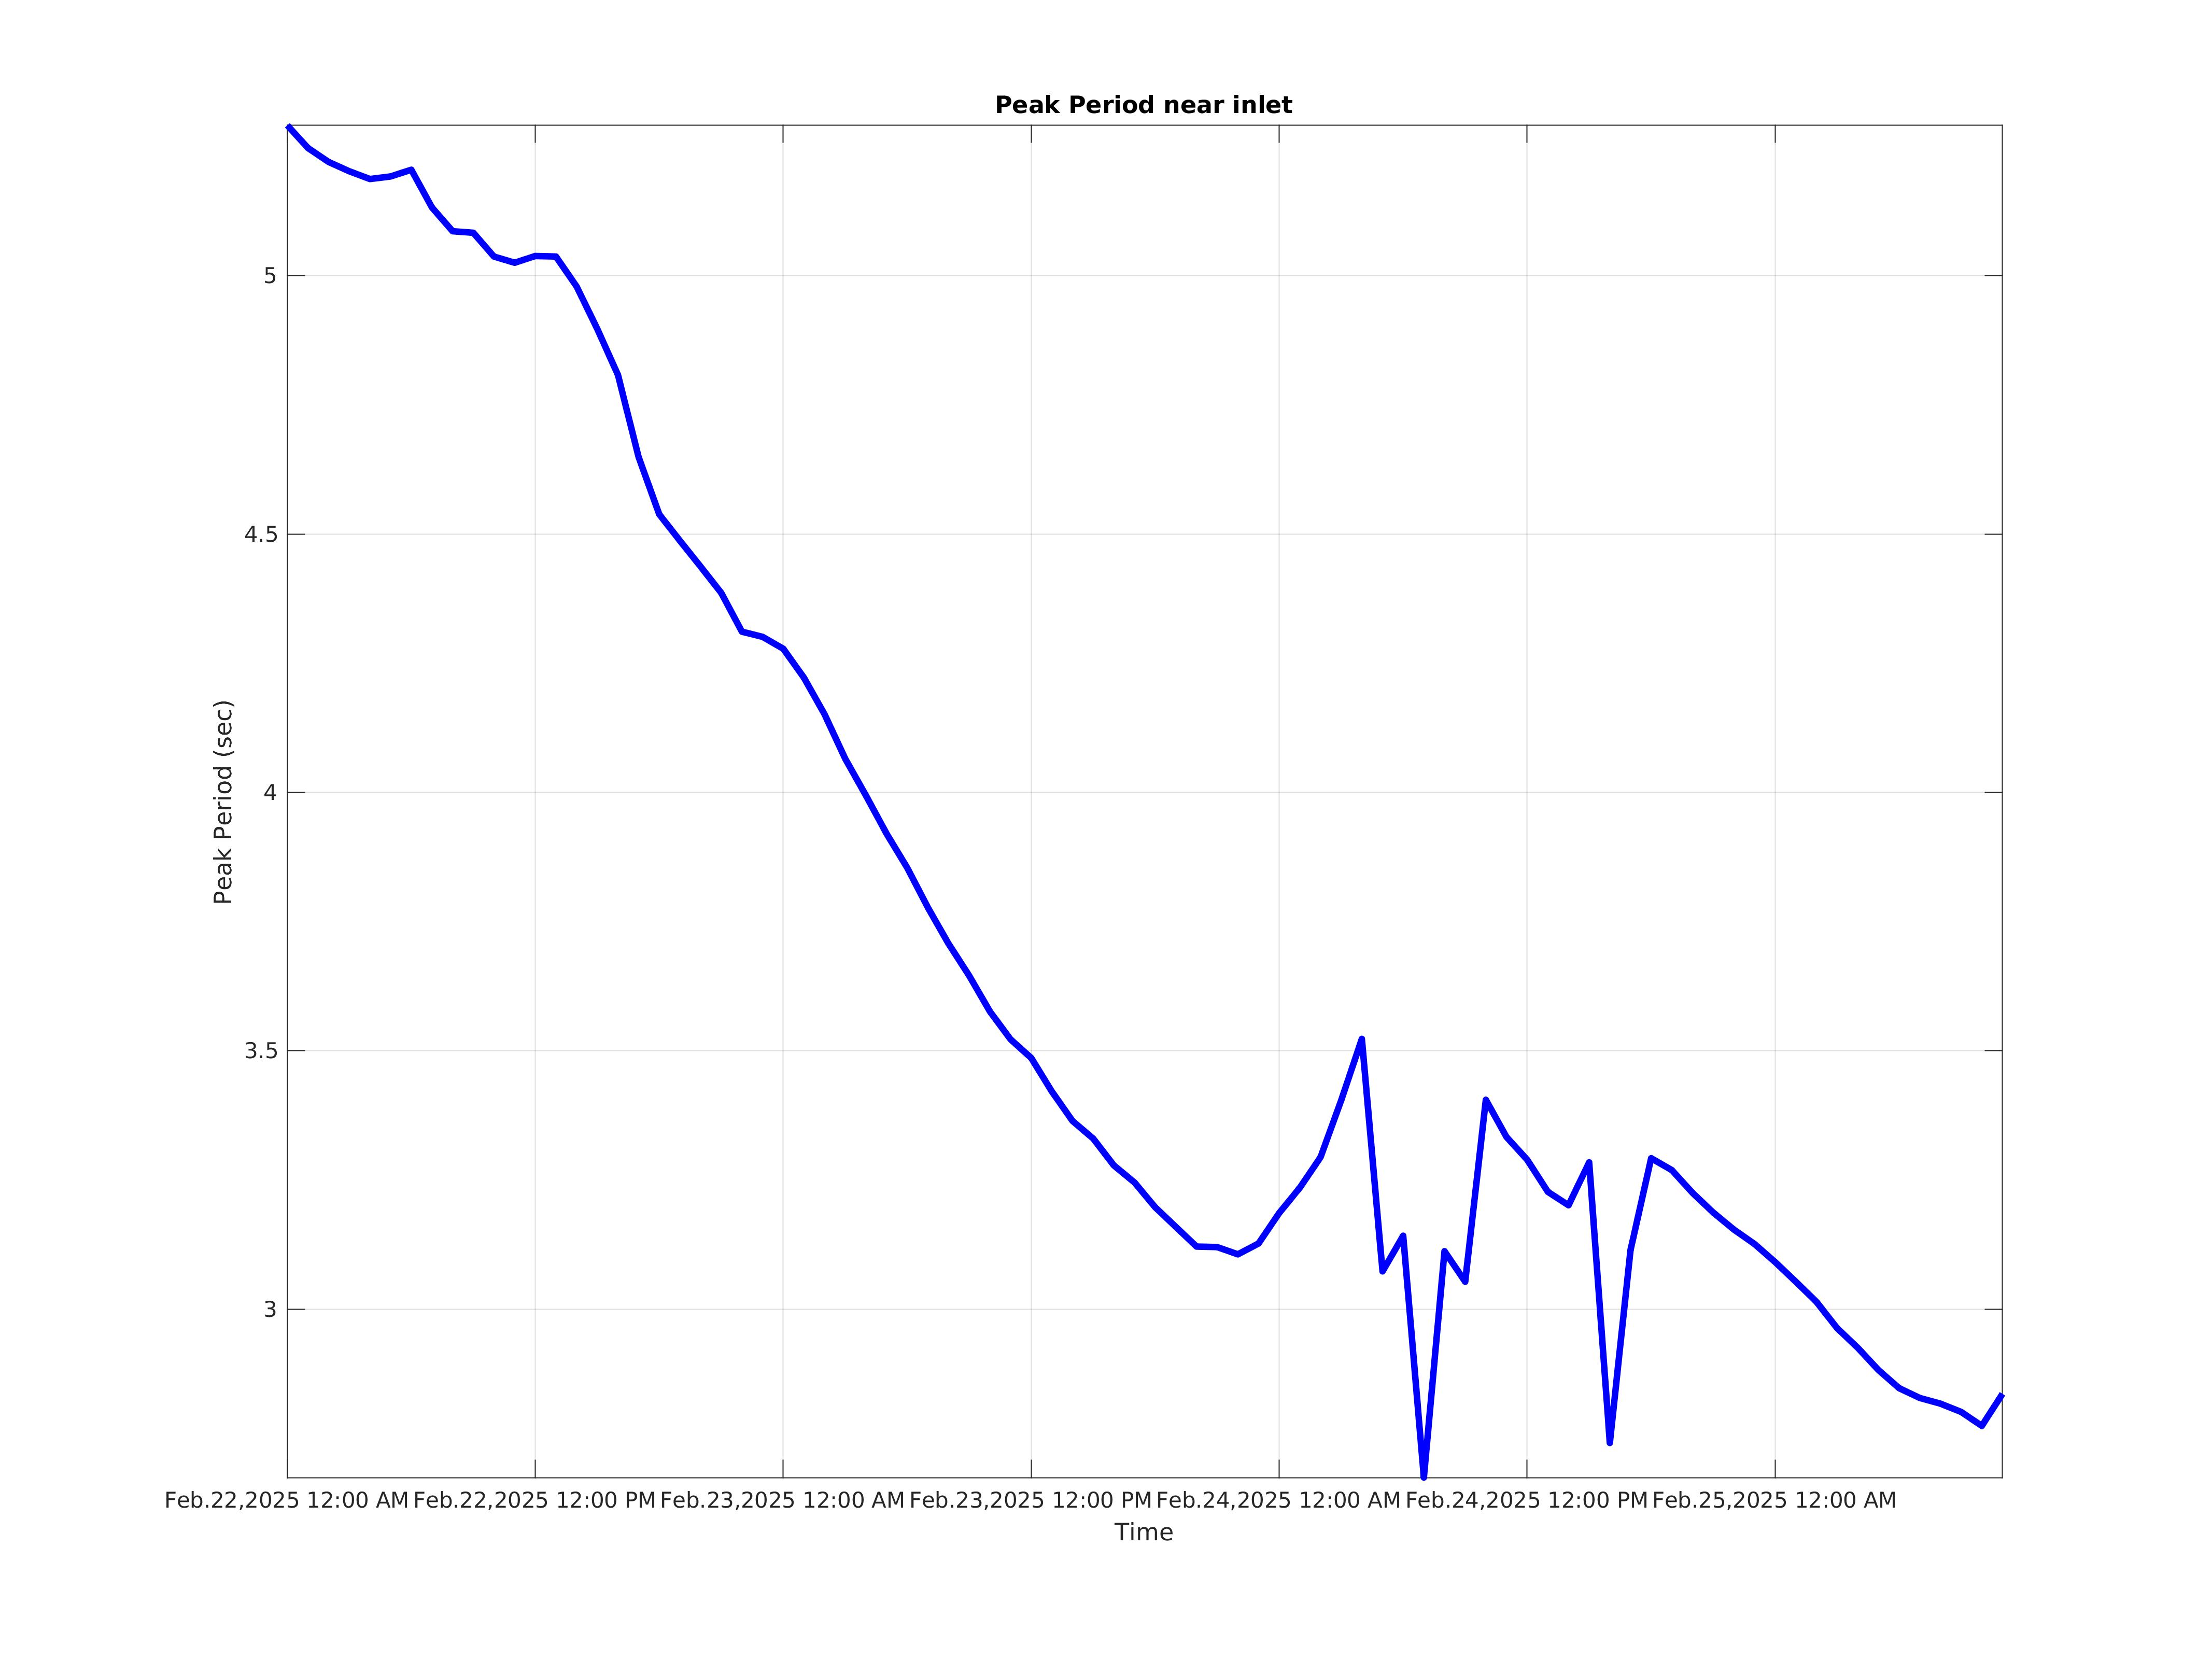 Peak Period near inlet
Peak Period (sec)
5
4.5
4
3.5
3
Feb.22,2025 12:00 AM Feb.22,2025 12:00 PM Feb.23,2025 12:00 AM Feb.23,2025 12:00 PM Feb.24,2025 12:00 AM Feb.24,2025 12:00 PM Feb.25,2025 12:00 AM
Time